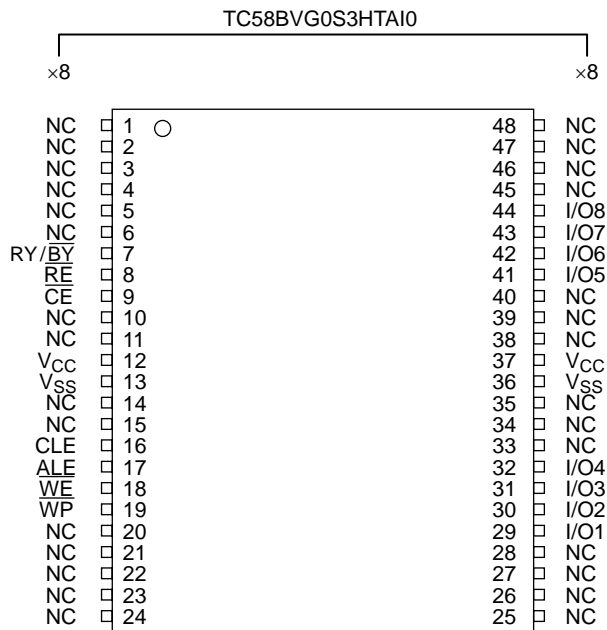 TC58BVG0S3HTAI0
×8 ×8
NC 1 48 NC
NC 2 47 NC
NC 3 46 NC
NC 4 45 NC
NC 5 44 I/O8
NC 6 43 I/O7
RY/B̅Y̅ 7 42 I/O6
R̅E̅ 8 41 I/O5
C̅E̅ 9 40 NC
NC 10 39 NC
NC 11 38 NC
VCC 12 37 VCC
VSS 13 36 VSS
NC 14 35 NC
NC 15 34 NC
CLE 16 33 NC
ALE 17 32 I/O4
W̅E̅ 18 31 I/O3
W̅P̅ 19 30 I/O2
NC 20 29 I/O1
NC 21 28 NC
NC 22 27 NC
NC 23 26 NC
NC 24 25 NC